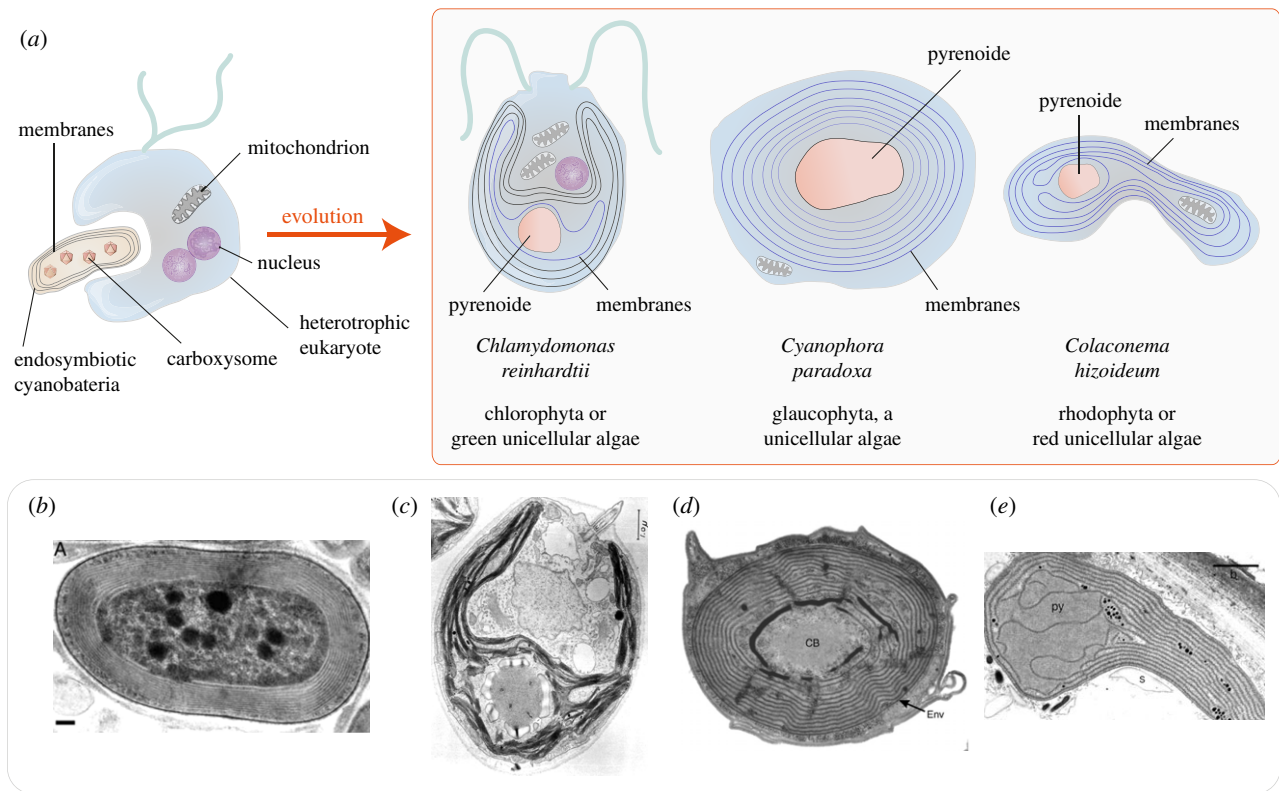 (a)
membranes
mitochondrion
evolution
nucleus
endosymbiotic
cyanobateria
carboxysome
heterotrophic
eukaryote
pyrenoide
membranes
Chlamydomonas
reinhardtii
chlorophyta or
green unicellular algae
pyrenoide
membranes
Cyanophora
paradoxa
glaucophyta, a
unicellular algae
pyrenoide
membranes
Colaconema
hizoideum
rhodophyta or
red unicellular algae
(b)
A
(c)
(d)
CB
Env
(e)
py
b
s